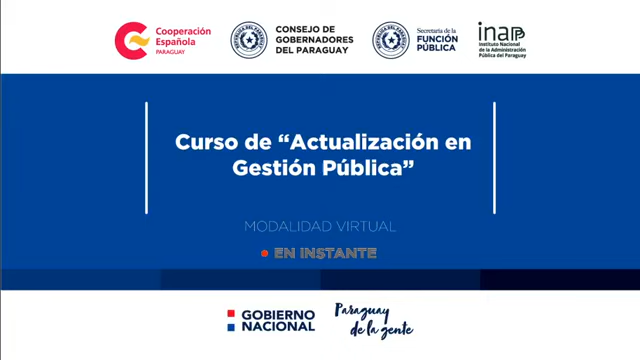 Cooperación
Española
PARAGUAY
CONSEJO DE
GOBERNADORES
DEL PARAGUAY
Secretaría de la
FUNCIÓN
PÚBLICA
inapp
Instituto Nacional
de la Administración
Pública del Paraguay
Curso de “Actualización en
Gestión Pública”
MODALIDAD VIRTUAL
EN INSTANTE
GOBIERNO
NACIONAL
Paraguay
de la gente